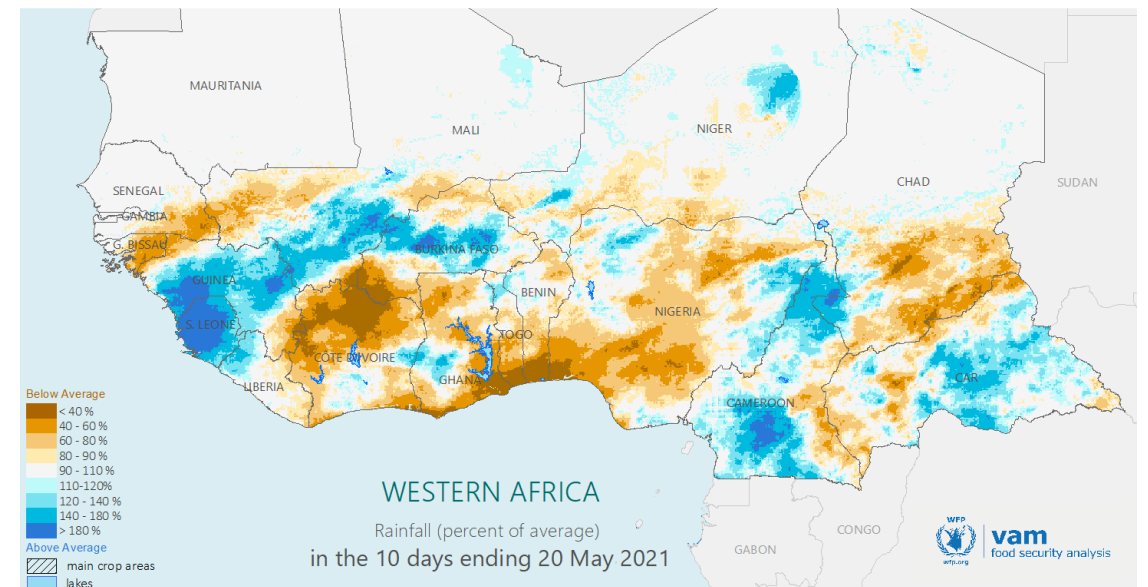 MAURITANIA
MALI
NIGER
CHAD
SUDAN
SENEGAL
GAMBIA
G. BISSAU
BURKINA FASO
GUINEA
BENIN
S. LEONE
NIGERIA
TOGO
CÔTE D'IVOIRE
LIBERIA
GHANA
CAR
CAMEROON
CONGO
GABON
Below Average
< 40 %
40 - 60 %
60 - 80 %
80 - 90 %
90 - 110 %
110-120%
120 - 140 %
140 - 180 %
> 180 %
Above Average
main crop areas
lakes
WESTERN AFRICA
Rainfall (percent of average)
in the 10 days ending 20 May 2021
WFP
wfp.org
vam
food security analysis